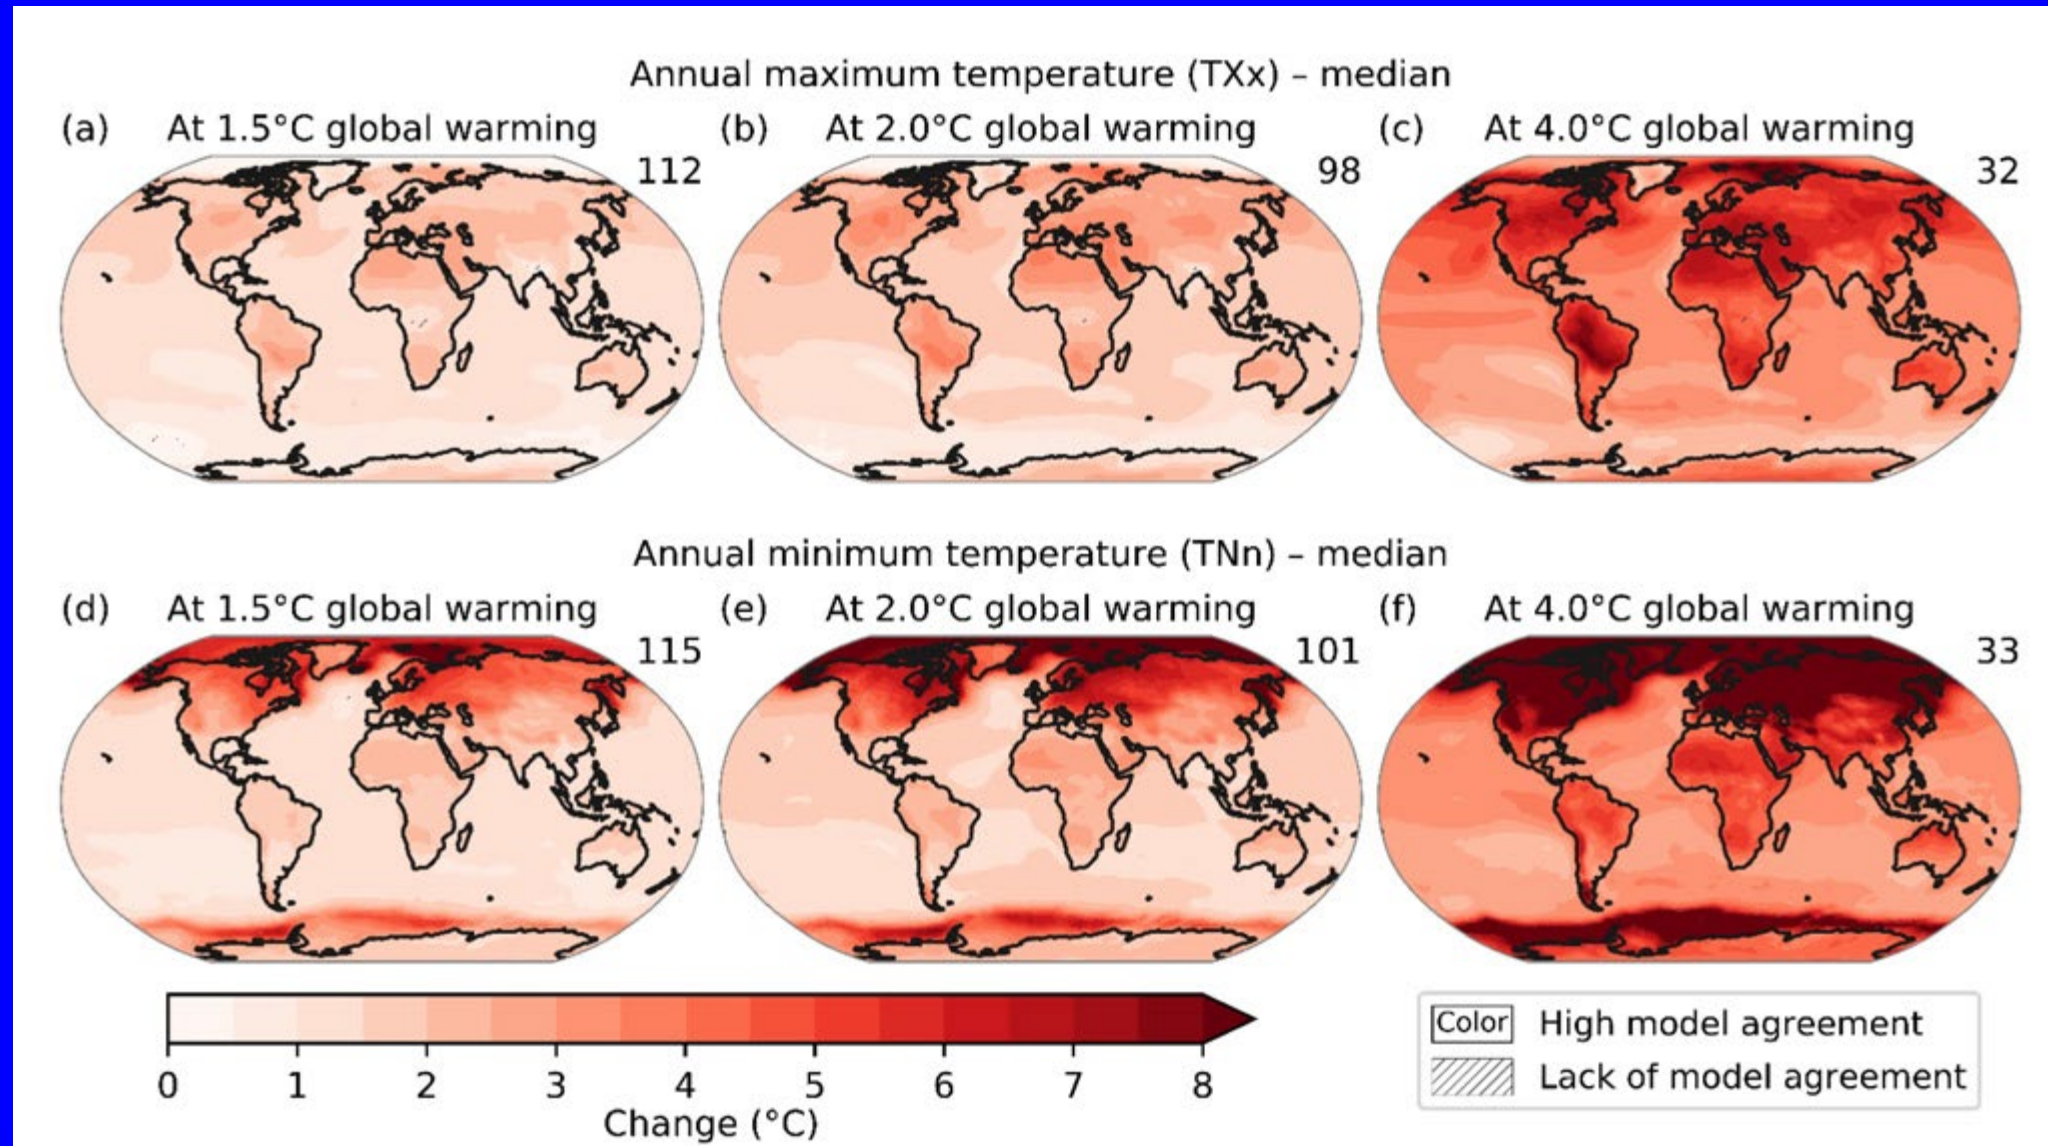 Annual maximum temperature (TXx) – median
(a) At 1.5°C global warming
112
(b) At 2.0°C global warming
98
(c) At 4.0°C global warming
32
Annual minimum temperature (TNn) – median
(d) At 1.5°C global warming
115
(e) At 2.0°C global warming
101
(f) At 4.0°C global warming
33
0 1 2 3 4 5 6 7 8
Change (°C)
Color High model agreement
Lack of model agreement